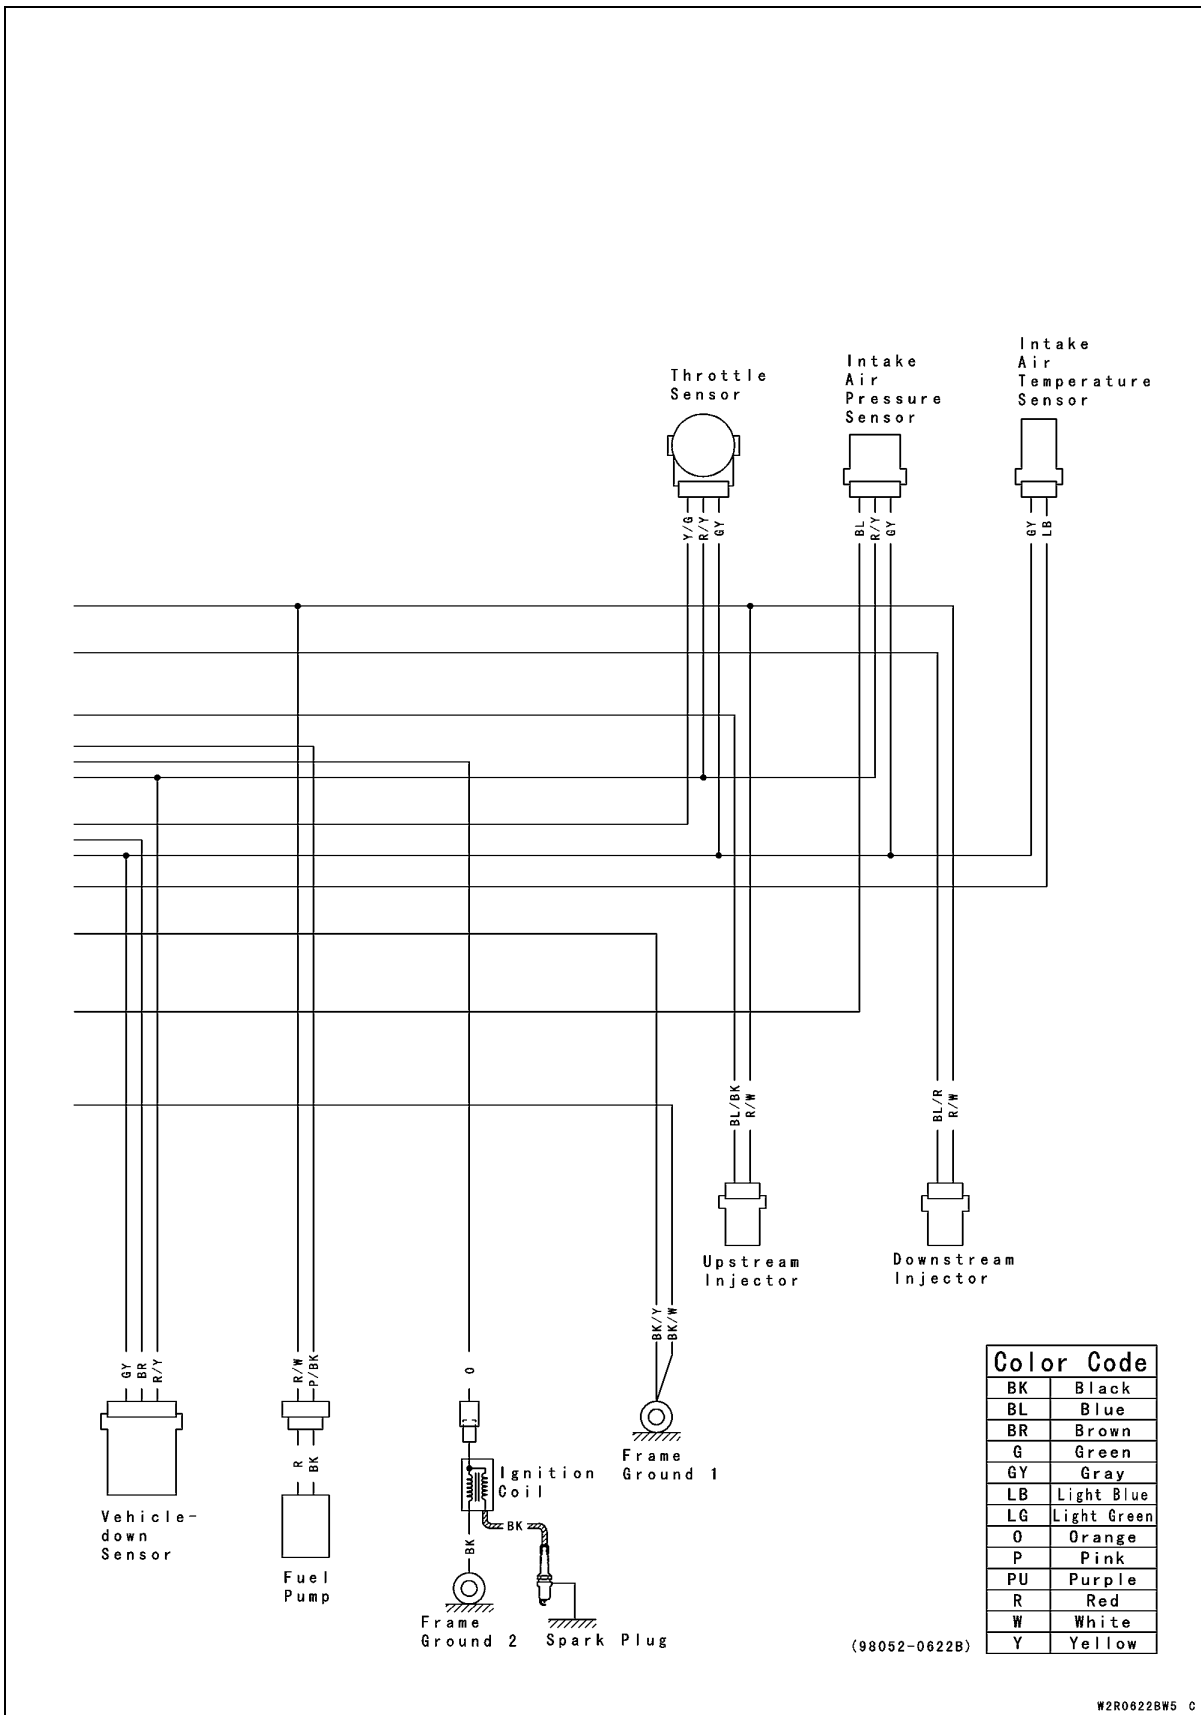 Intake
Air
Temperature
Sensor
Intake
Air
Pressure
Sensor
Throttle
Sensor
Y/G
R/Y
GY
BL
R/Y
GY
GY
LB
BL/BK
R/W
BL/R
R/W
Upstream
Injector
Downstream
Injector
BK/Y
BK/W
GY
BR
R/Y
R/W
P/BK
O
R
BK
Frame
Ground 1
Ignition
Coil
BK
BK
Vehicle-
down
Sensor
Fuel
Pump
Frame
Ground 2
Spark Plug
Color Code
BK Black
BL Blue
BR Brown
G Green
GY Gray
LB Light Blue
LG Light Green
O Orange
P Pink
PU Purple
R Red
W White
Y Yellow
(98052-0622B)
W2R0622BW5 C